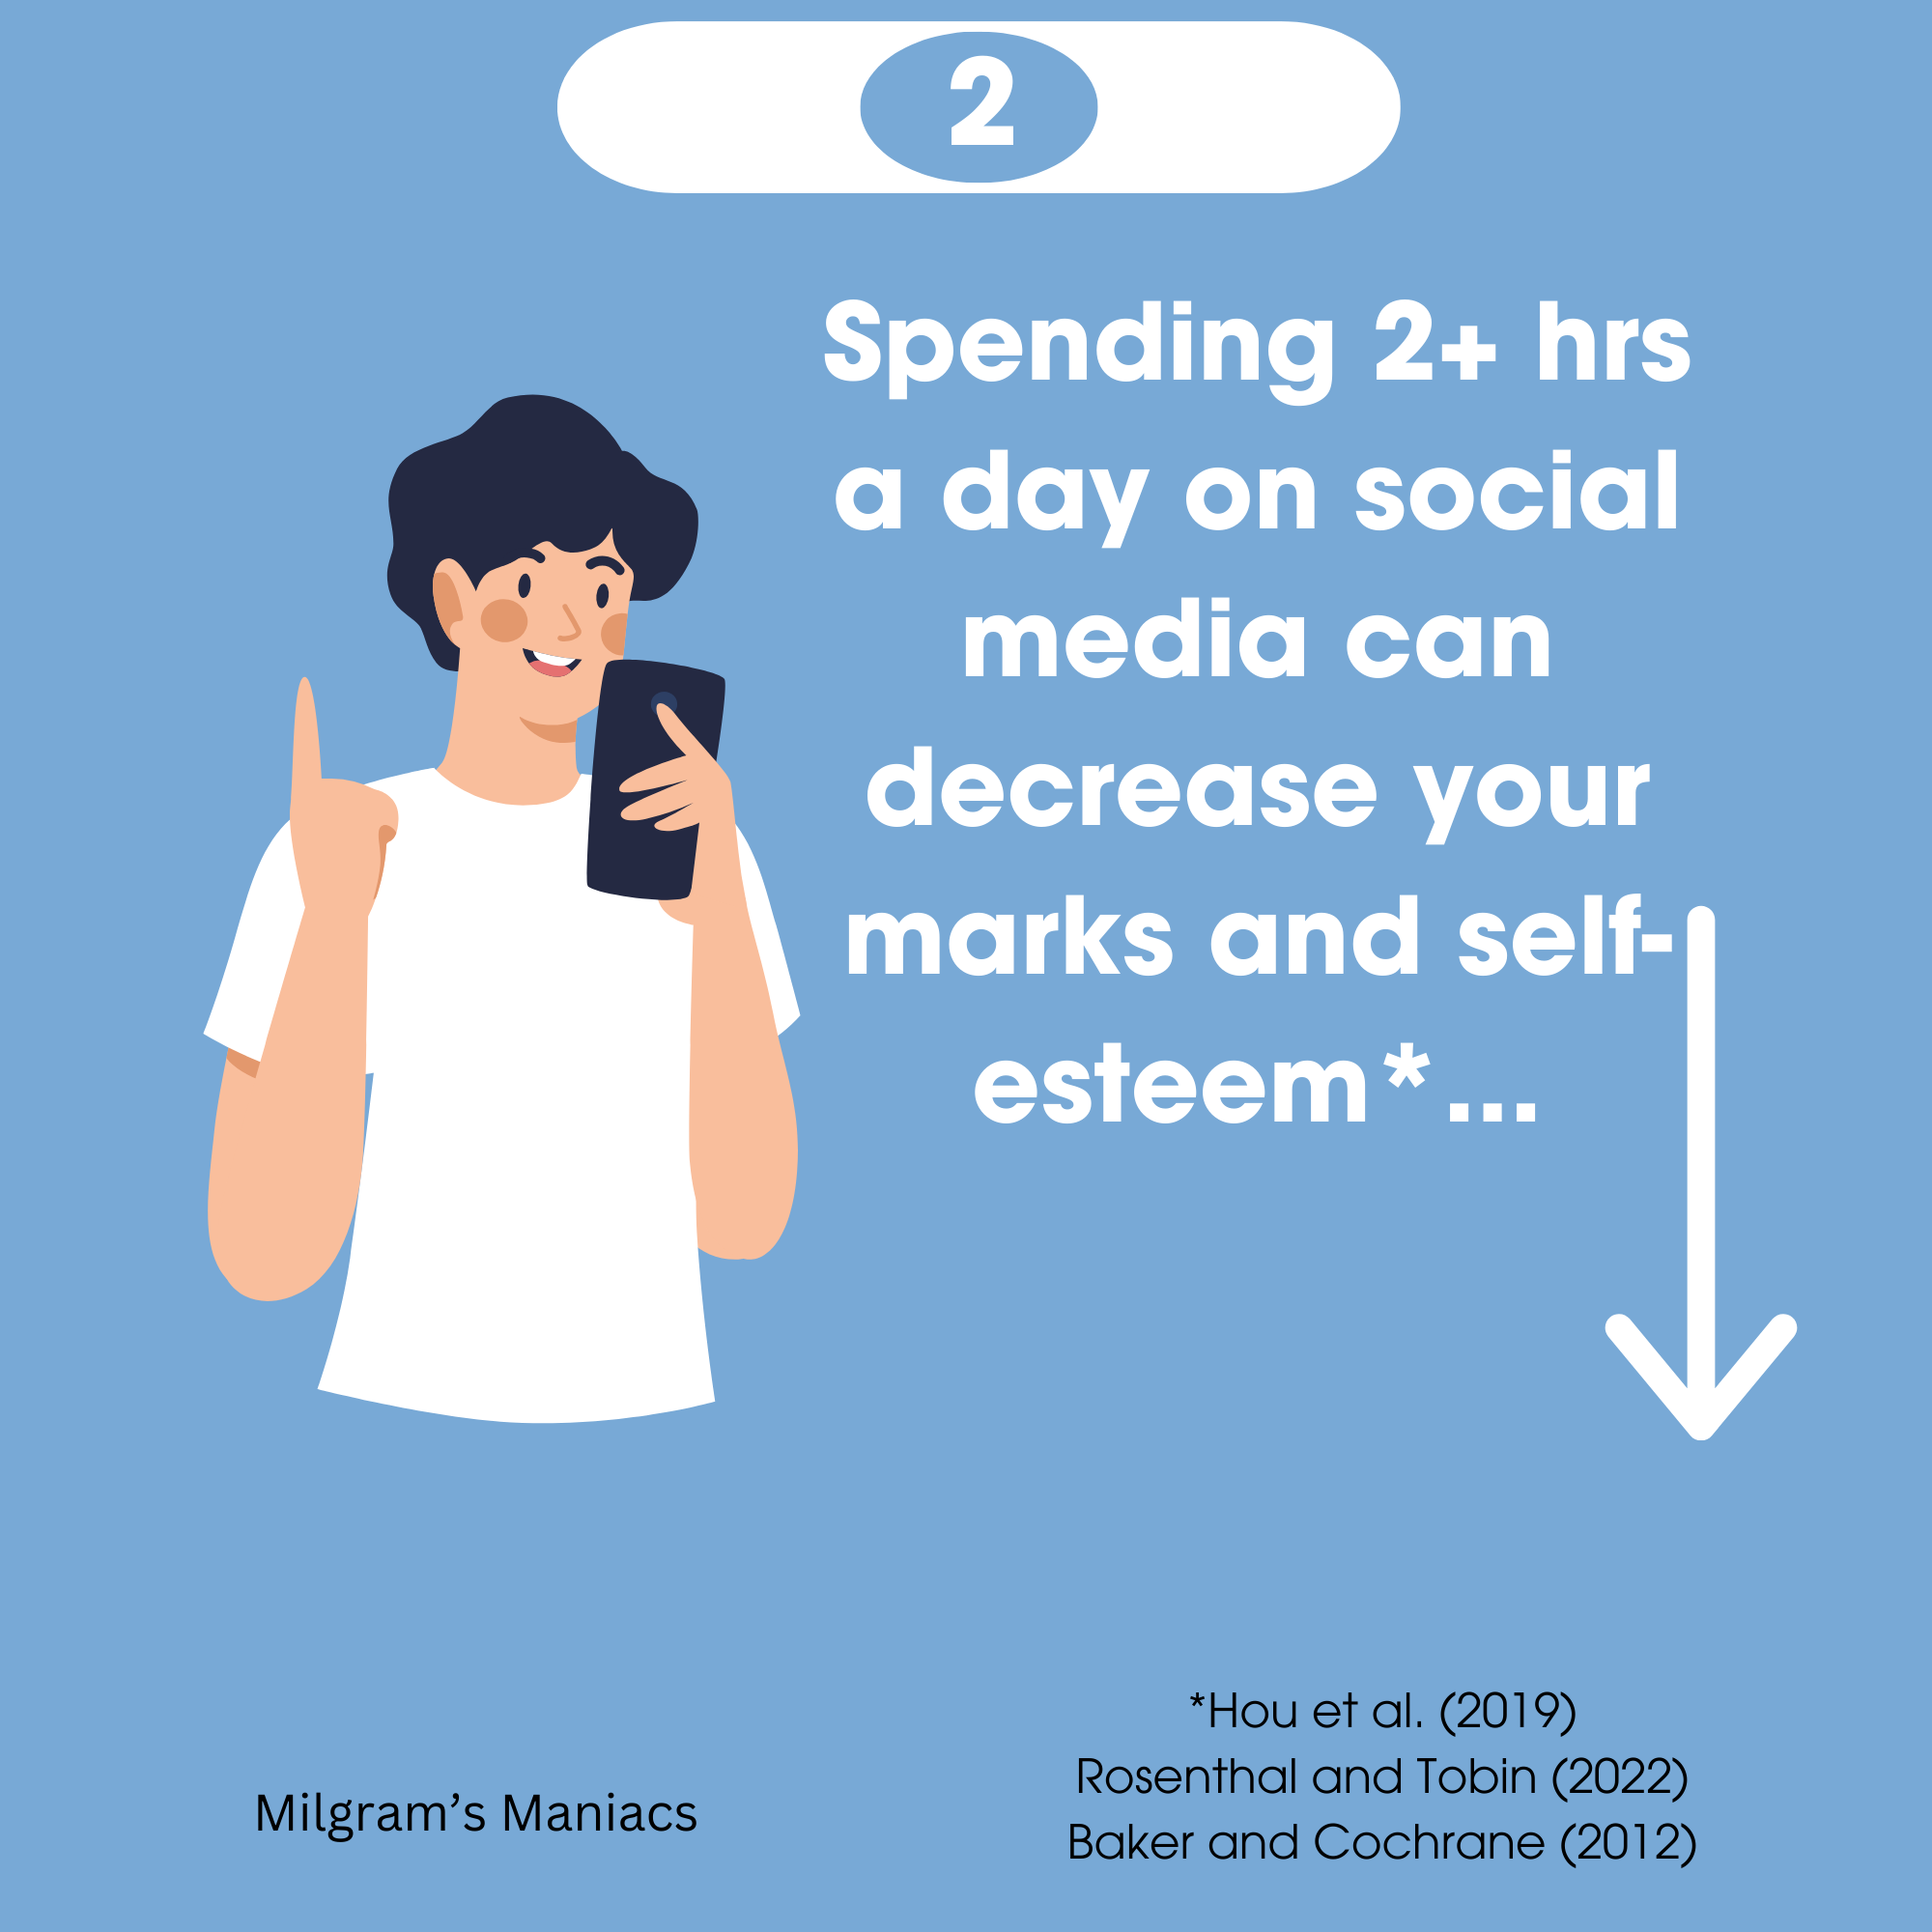 2
Spending 2+ hrs
a day on social
media can
decrease your
marks and self-
esteem*...
*Hou et al. (2019)
Rosenthal and Tobin (2022)
Baker and Cochrane (2012)
Milgram's Maniacs